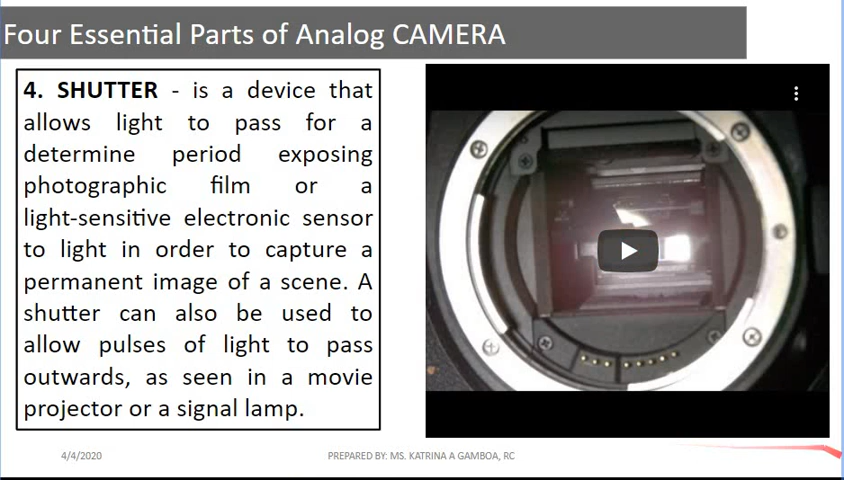 Four Essential Parts of Analog CAMERA
4. SHUTTER - is a device that
allows light to pass for a
determine period exposing
photographic film or a
light-sensitive electronic sensor
to light in order to capture a
permanent image of a scene. A
shutter can also be used to
allow pulses of light to pass
outwards, as seen in a movie
projector or a signal lamp.
4/4/2020
PREPARED BY: MS. KATRINA A GAMBOA, RC